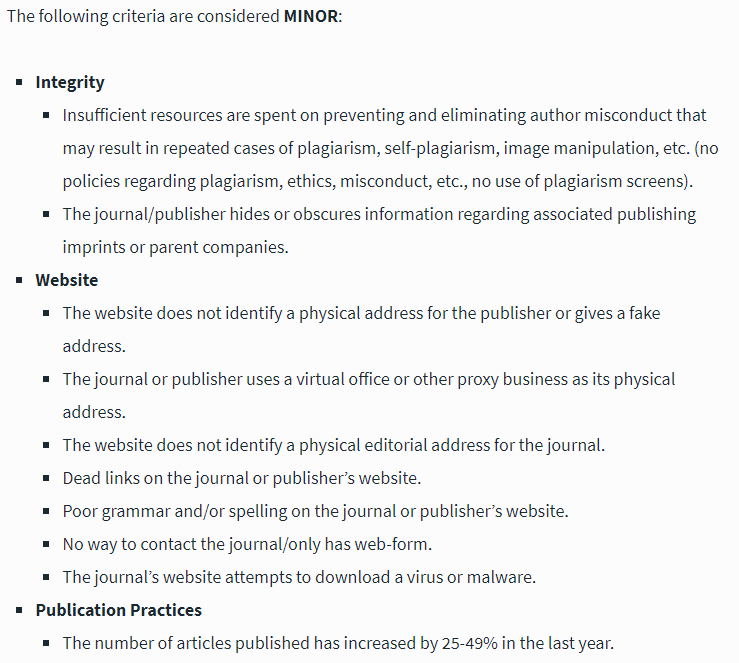 The following criteria are considered MINOR:
Integrity
Insufficient resources are spent on preventing and eliminating author misconduct that
may result in repeated cases of plagiarism, self-plagiarism, image manipulation, etc. (no
policies regarding plagiarism, ethics, misconduct, etc., no use of plagiarism screens).
The journal/publisher hides or obscures information regarding associated publishing
imprints or parent companies.
Website
The website does not identify a physical address for the publisher or gives a fake
address.
The journal or publisher uses a virtual office or other proxy business as its physical
address.
The website does not identify a physical editorial address for the journal.
Dead links on the journal or publisher’s website.
Poor grammar and/or spelling on the journal or publisher’s website.
No way to contact the journal/only has web-form.
The journal’s website attempts to download a virus or malware.
Publication Practices
The number of articles published has increased by 25-49% in the last year.